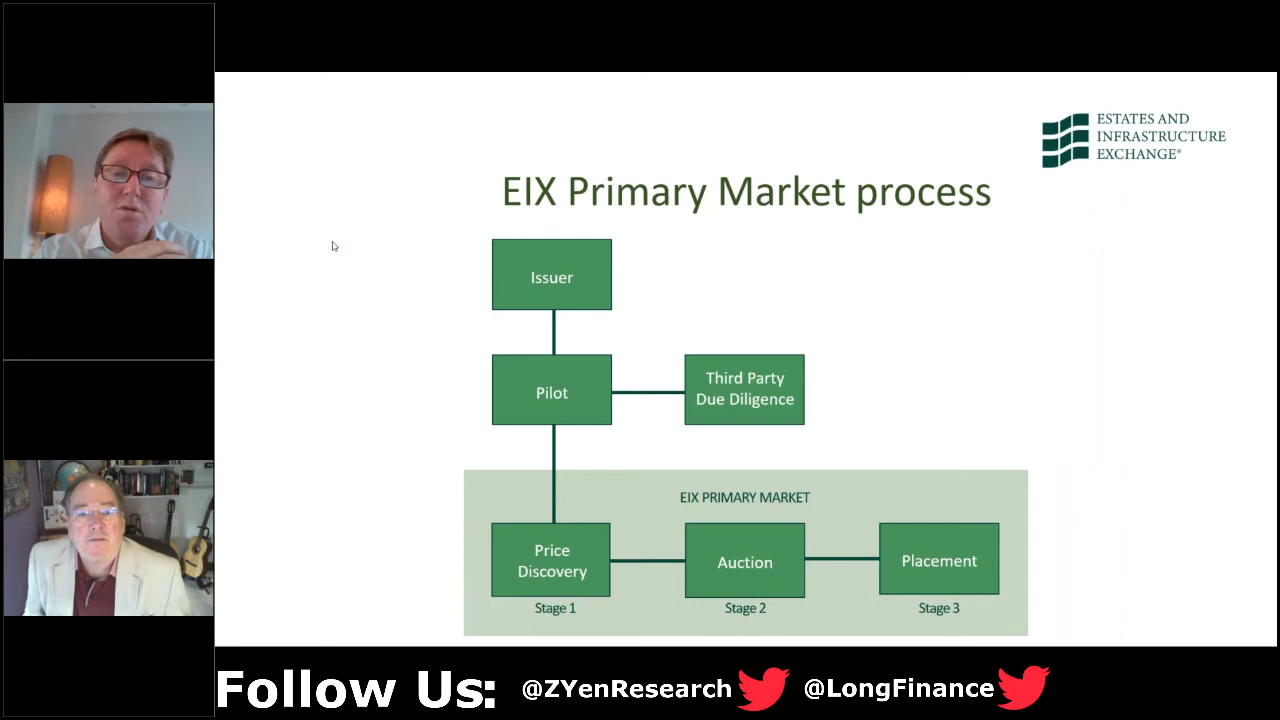 ESTATES AND
INFRASTRUCTURE
EXCHANGE®
EIX Primary Market process
Issuer
Pilot
Third Party
Due Diligence
EIX PRIMARY MARKET
Price
Discovery
Auction
Placement
Stage 1
Stage 2
Stage 3
Follow Us: @ZYenResearch @LongFinance